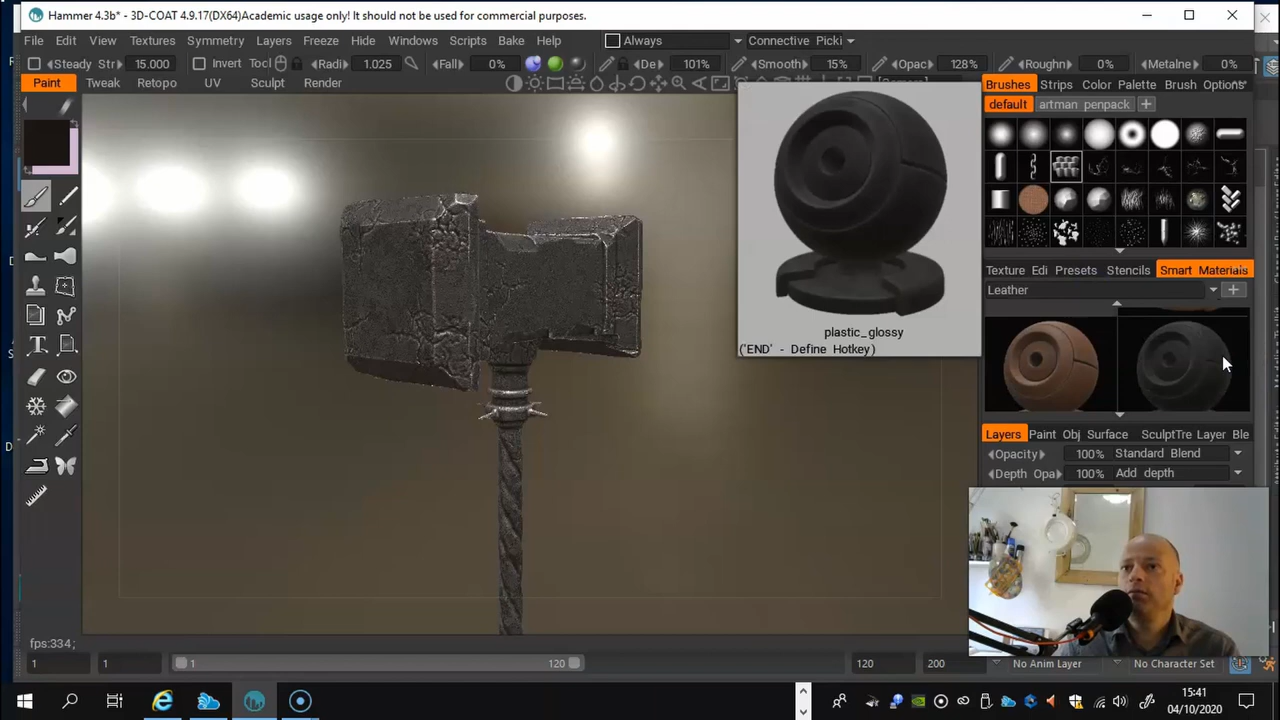 Hammer 4.3b* - 3D-COAT 4.9.17(DX64)Academic usage only! It should not be used for commercial purposes.
File Edit View Textures Symmetry Layers Freeze Hide Windows Scripts Bake Help Always Connective Picki
Steady Str 15.000 Invert Tool Radi 1.025 Fall 0% De 101% Smooth 15% Opac 128% Roughn 0% Metalne 0%
Paint Tweak Retopo UV Sculpt Render
Brushes Strips Color Palette Brush Options
default artman penpack +
plastic_glossy
('END' - Define Hotkey)
Texture Edi Presets Stencils Smart Materials
Leather
Layers Paint Obj Surface SculptTre Layer Ble
Opacity 100% Standard Blend
Depth Opa 100% Add depth
fps:334;
1 1 1 120 120 200 No Anim Layer No Character Set
15:41
04/10/2020